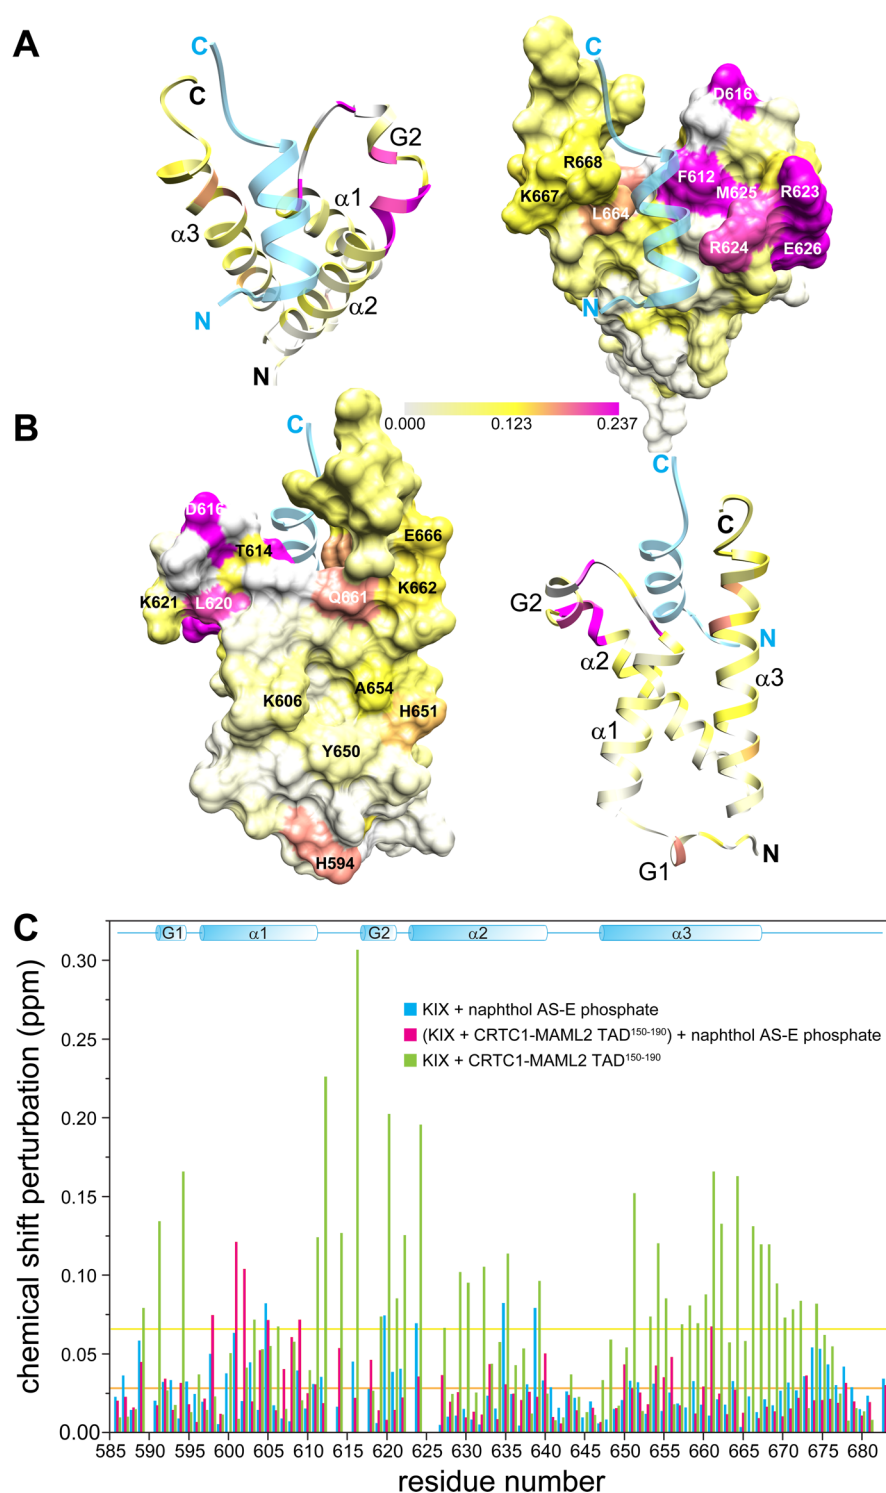 A
C
C
G2
α1
α3
α2
N
N
C
D616
R668
F612
K667
M625
R623
L664
R624
E626
N
0.000
0.123
0.237
B
C
D616
T614
E666
K621
L620
Q661
K662
K606
A654
H651
Y650
H594
C
C
G2
N
α2
α3
α1
N
G1
C
G1
α1
G2
α2
α3
KIX + naphthol AS-E phosphate
(KIX + CRTC1-MAML2 TAD150-190) + naphthol AS-E phosphate
KIX + CRTC1-MAML2 TAD150-190
chemical shift perturbation (ppm)
0.30
0.25
0.20
0.15
0.10
0.05
0.00
585 590 595 600 605 610 615 620 625 630 635 640 645 650 655 660 665 670 675 680
residue number